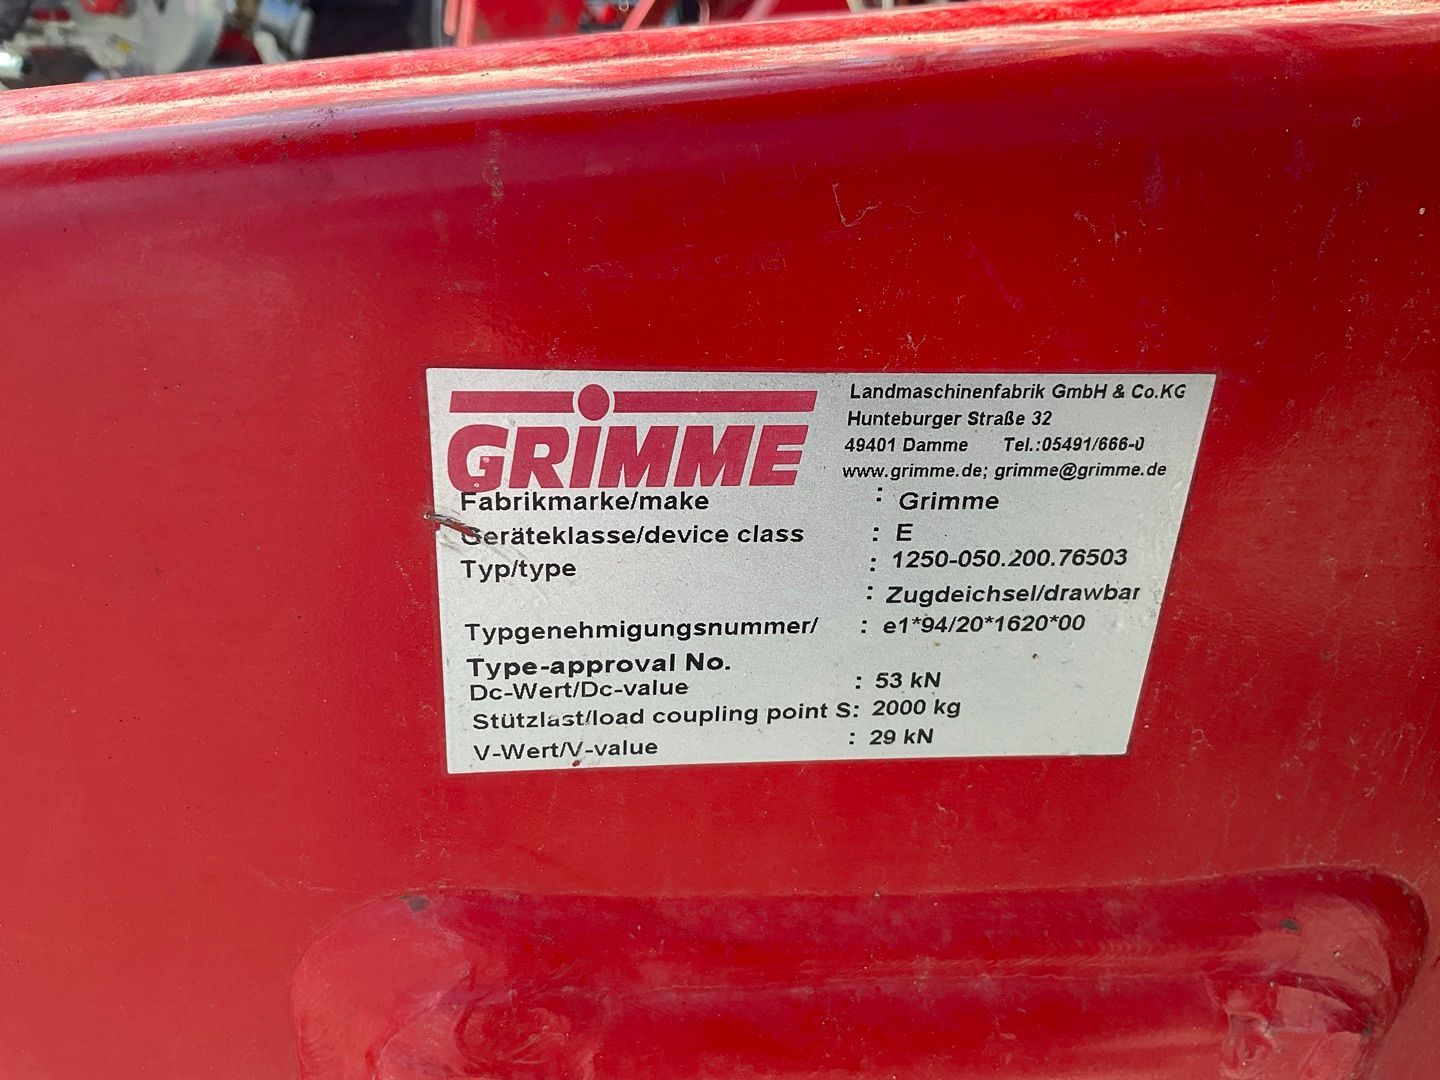 GRIMME
Landmaschinenfabrik GmbH & Co.KG
Hunteburger Straße 32
49401 Damme Tel.:05491/666-0
www.grimme.de; grimme@grimme.de
Fabrikmarke/make : Grimme
Geräteklasse/device class : E
Typ/type : 1250-050.200.76503
: Zugdeichsel/drawbar
Typgenehmigungsnummer/ : e1*94/20*1620*00
Type-approval No.
Dc-Wert/Dc-value : 53 kN
Stützlast/load coupling point S: 2000 kg
V-Wert/V-value : 29 kN